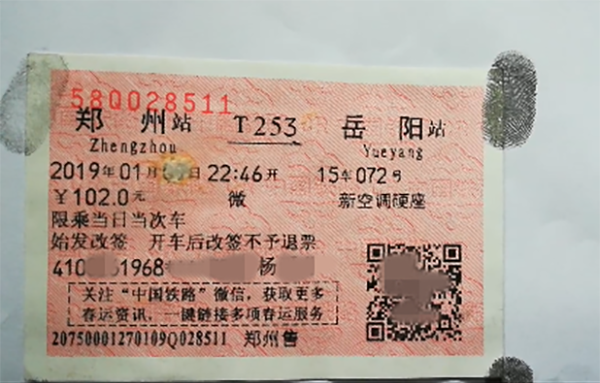 580028511
郑 州站 T253 岳 阳站
Zhengzhou Yueyang
2019年01月 日 22:46开 15车072号
￥102.0元 微 新空调硬座
限乘当日当次车
始发改签 开车后改签不予退票
410 1968 杨
关注“中国铁路”微信，获取更多
春运资讯，一键链接多项春运服务
20750001270109Q028511 郑州售